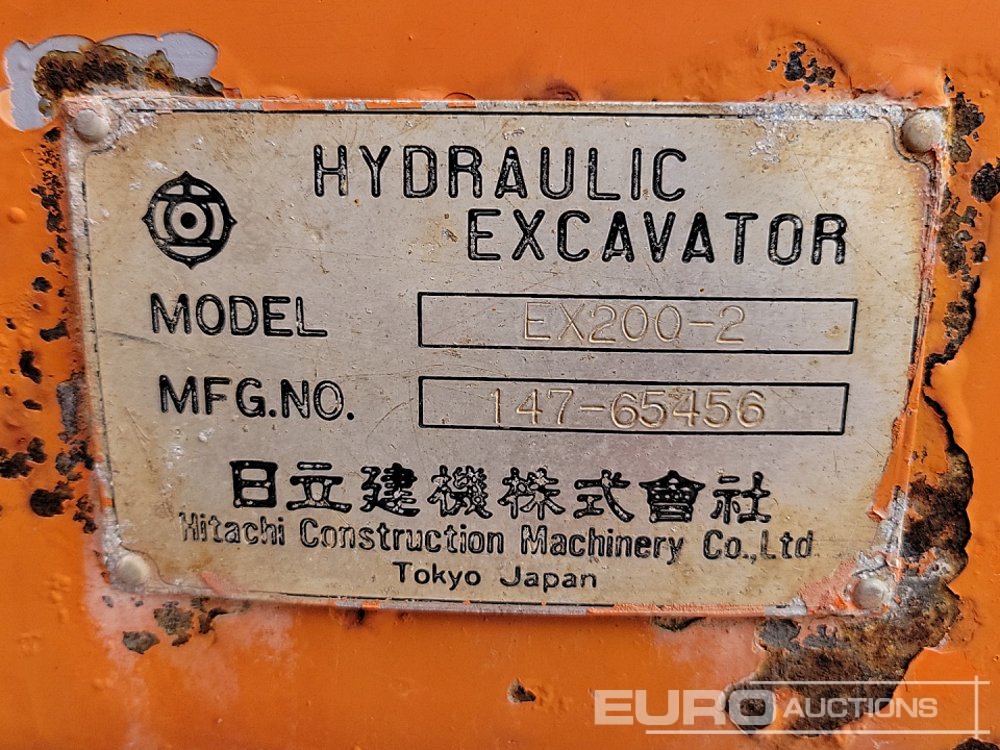 HYDRAULIC
EXCAVATOR
MODEL EX200-2
MFG.NO. 147-65456
日立建機株式會社
Hitachi Construction Machinery Co.,Ltd
Tokyo Japan
EURO AUCTIONS